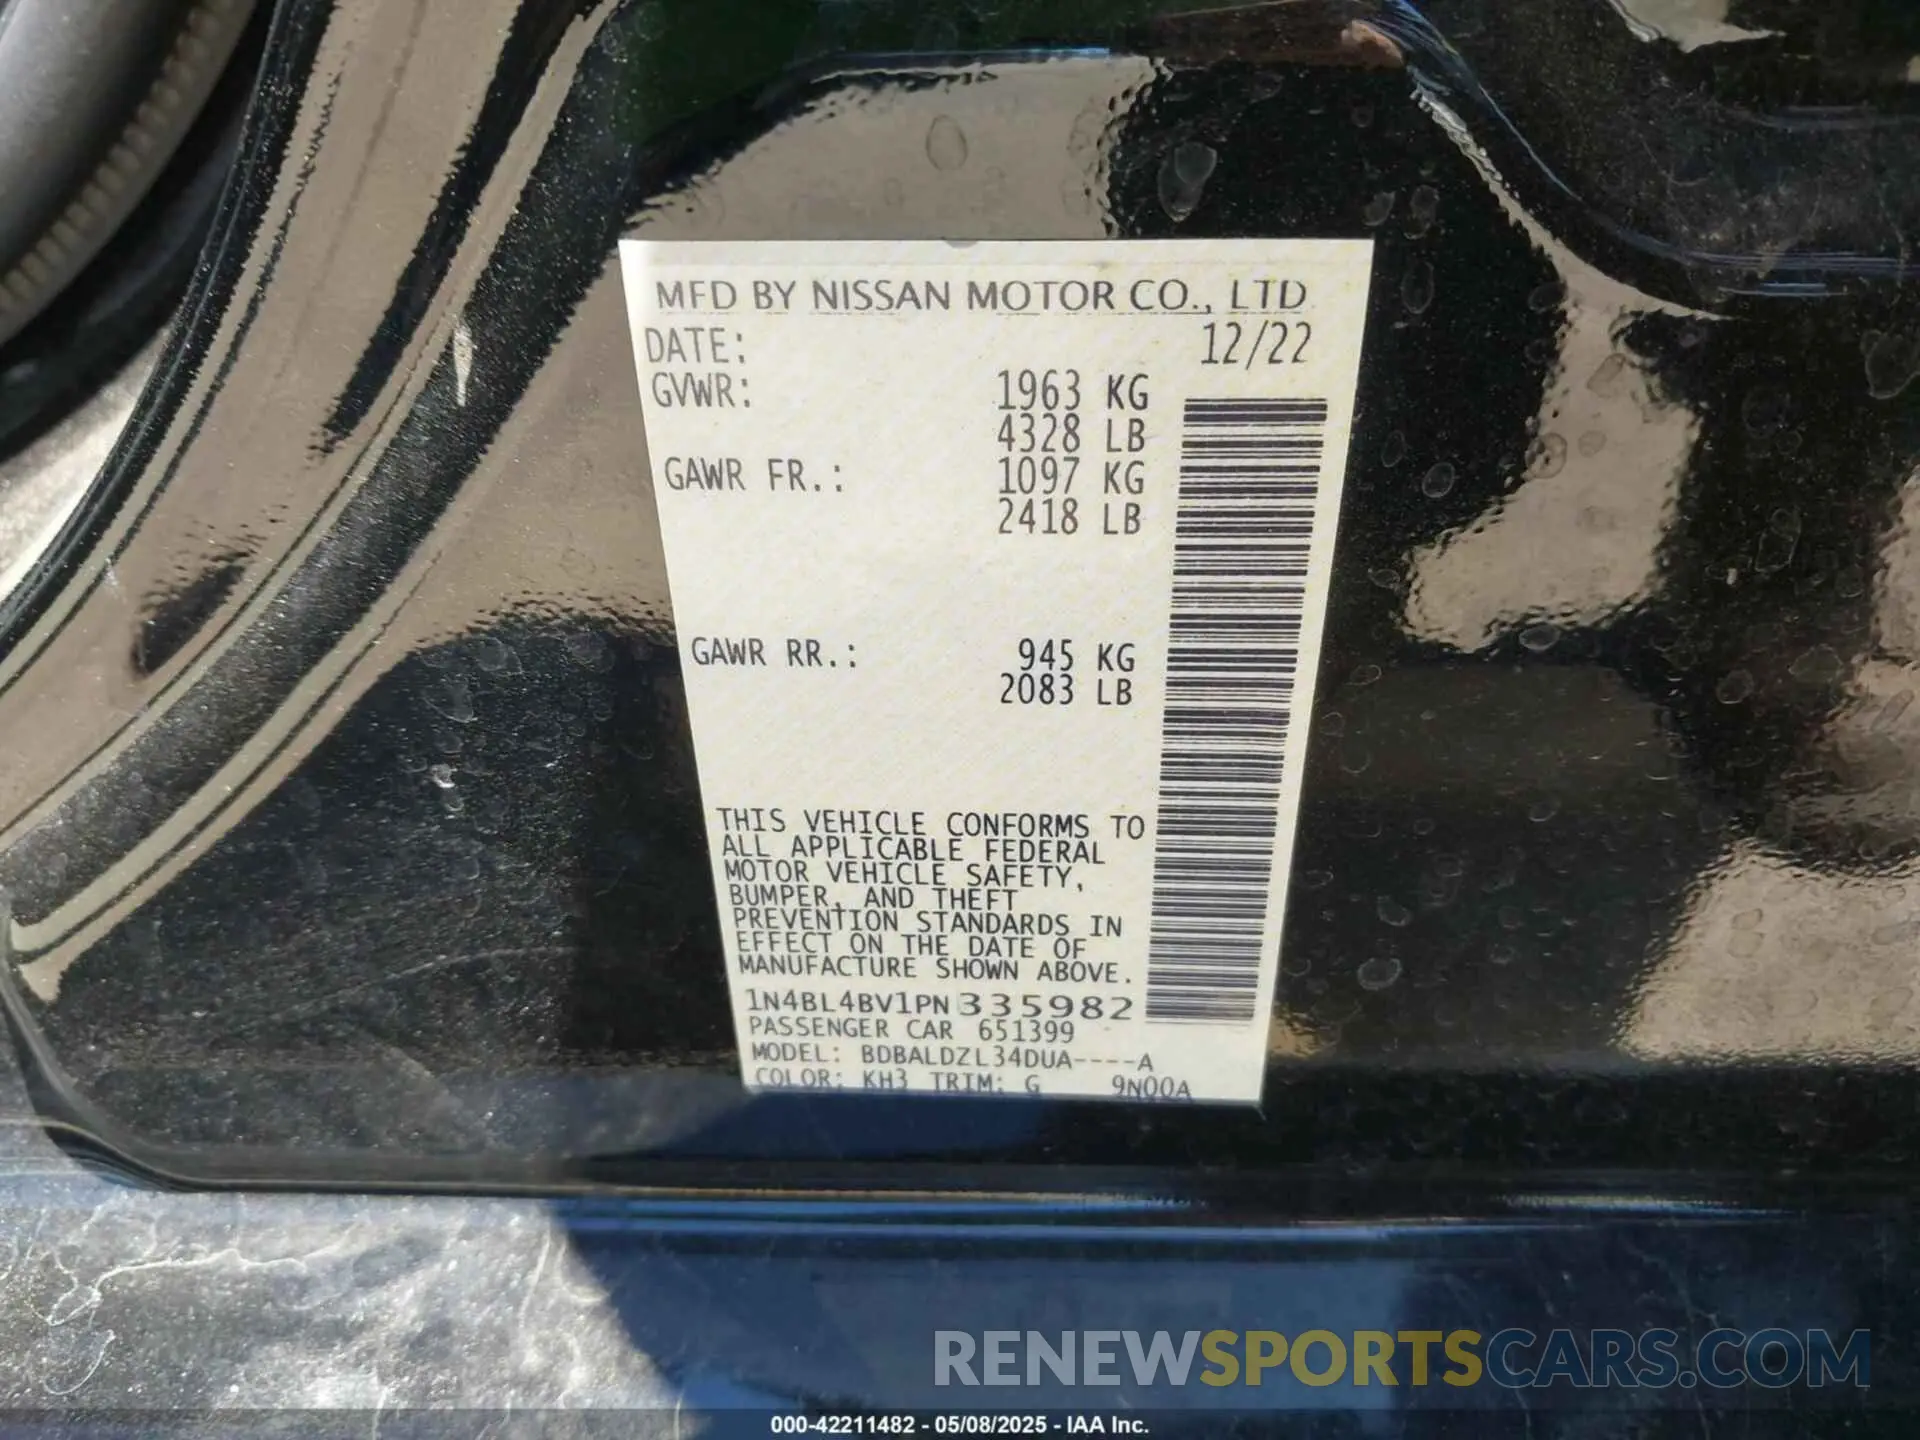 MFD BY NISSAN MOTOR CO., LTD
DATE: 12/22
GVWR: 1963 KG
4328 LB
GAWR FR.: 1097 KG
2418 LB
GAWR RR.: 945 KG
2083 LB
THIS VEHICLE CONFORMS TO
ALL APPLICABLE FEDERAL
MOTOR VEHICLE SAFETY,
BUMPER, AND THEFT
PREVENTION STANDARDS IN
EFFECT ON THE DATE OF
MANUFACTURE SHOWN ABOVE.
1N4BL4BV1PN335982
PASSENGER CAR 651399
MODEL: BDBALDZL34DUA----A
COLOR: KH3 TRIM: G 9N00A
RENEWSPORTSCARS.COM
000-42211482 - 05/08/2025 - IAA Inc.